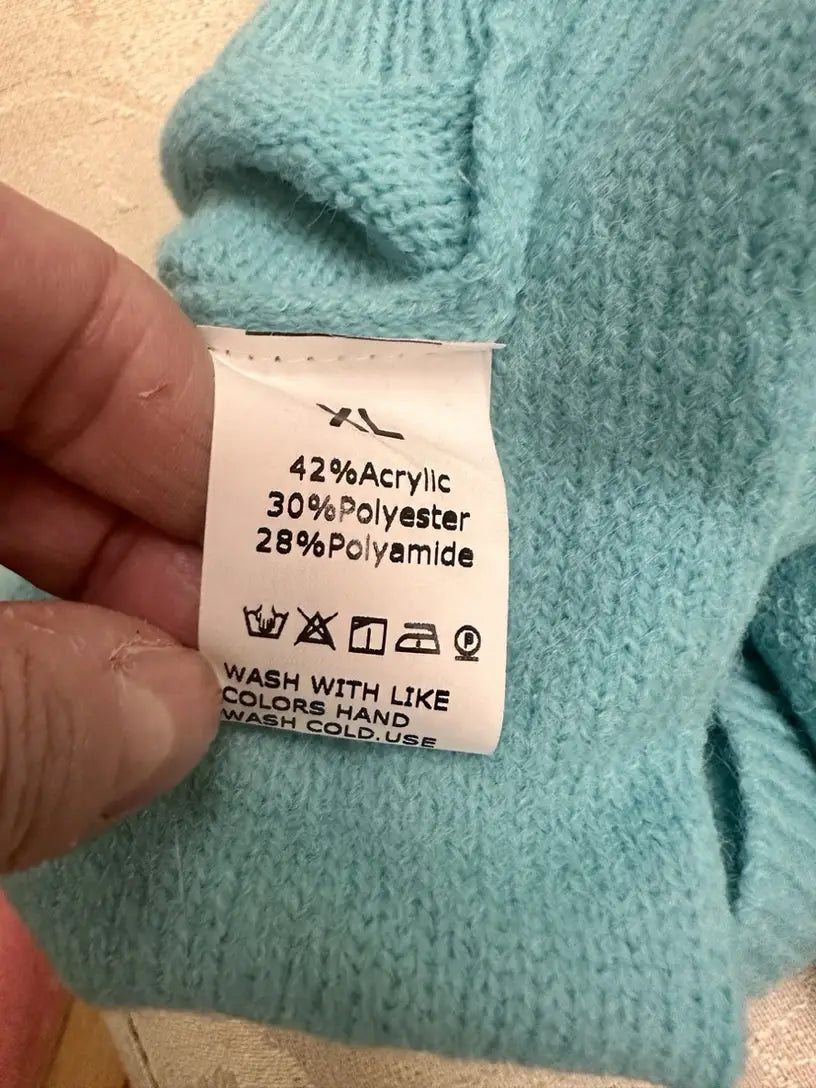 XL
42%Acrylic
30%Polyester
28%Polyamide
P
WASH WITH LIKE
COLORS HAND
WASH COLD.USE